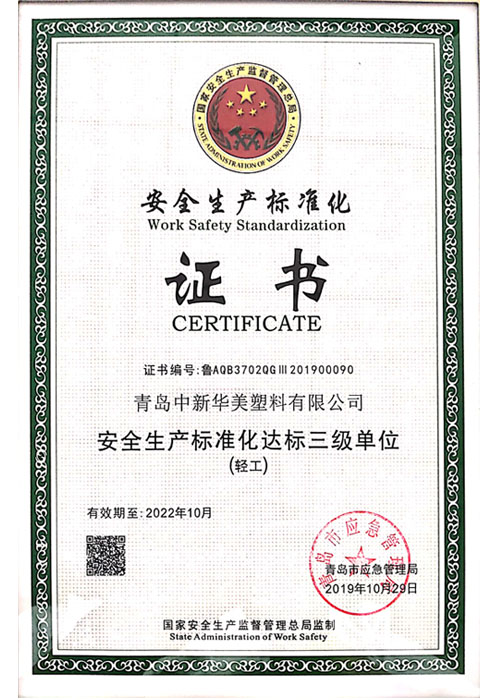 国家安全生产监督管理总局
STATE ADMINISTRATION OF WORK SAFETY
安全生产标准化
Work Safety Standardization
证书
CERTIFICATE
证书编号:鲁AQB3702QGⅢ201900090
青岛中新华美塑料有限公司
安全生产标准化达标三级单位
(轻工)
有效期至:2022年10月
青岛市应急管理局
青岛市应急管理局
2019年10月29日
国家安全生产监督管理总局监制
State Administration of Work Safety